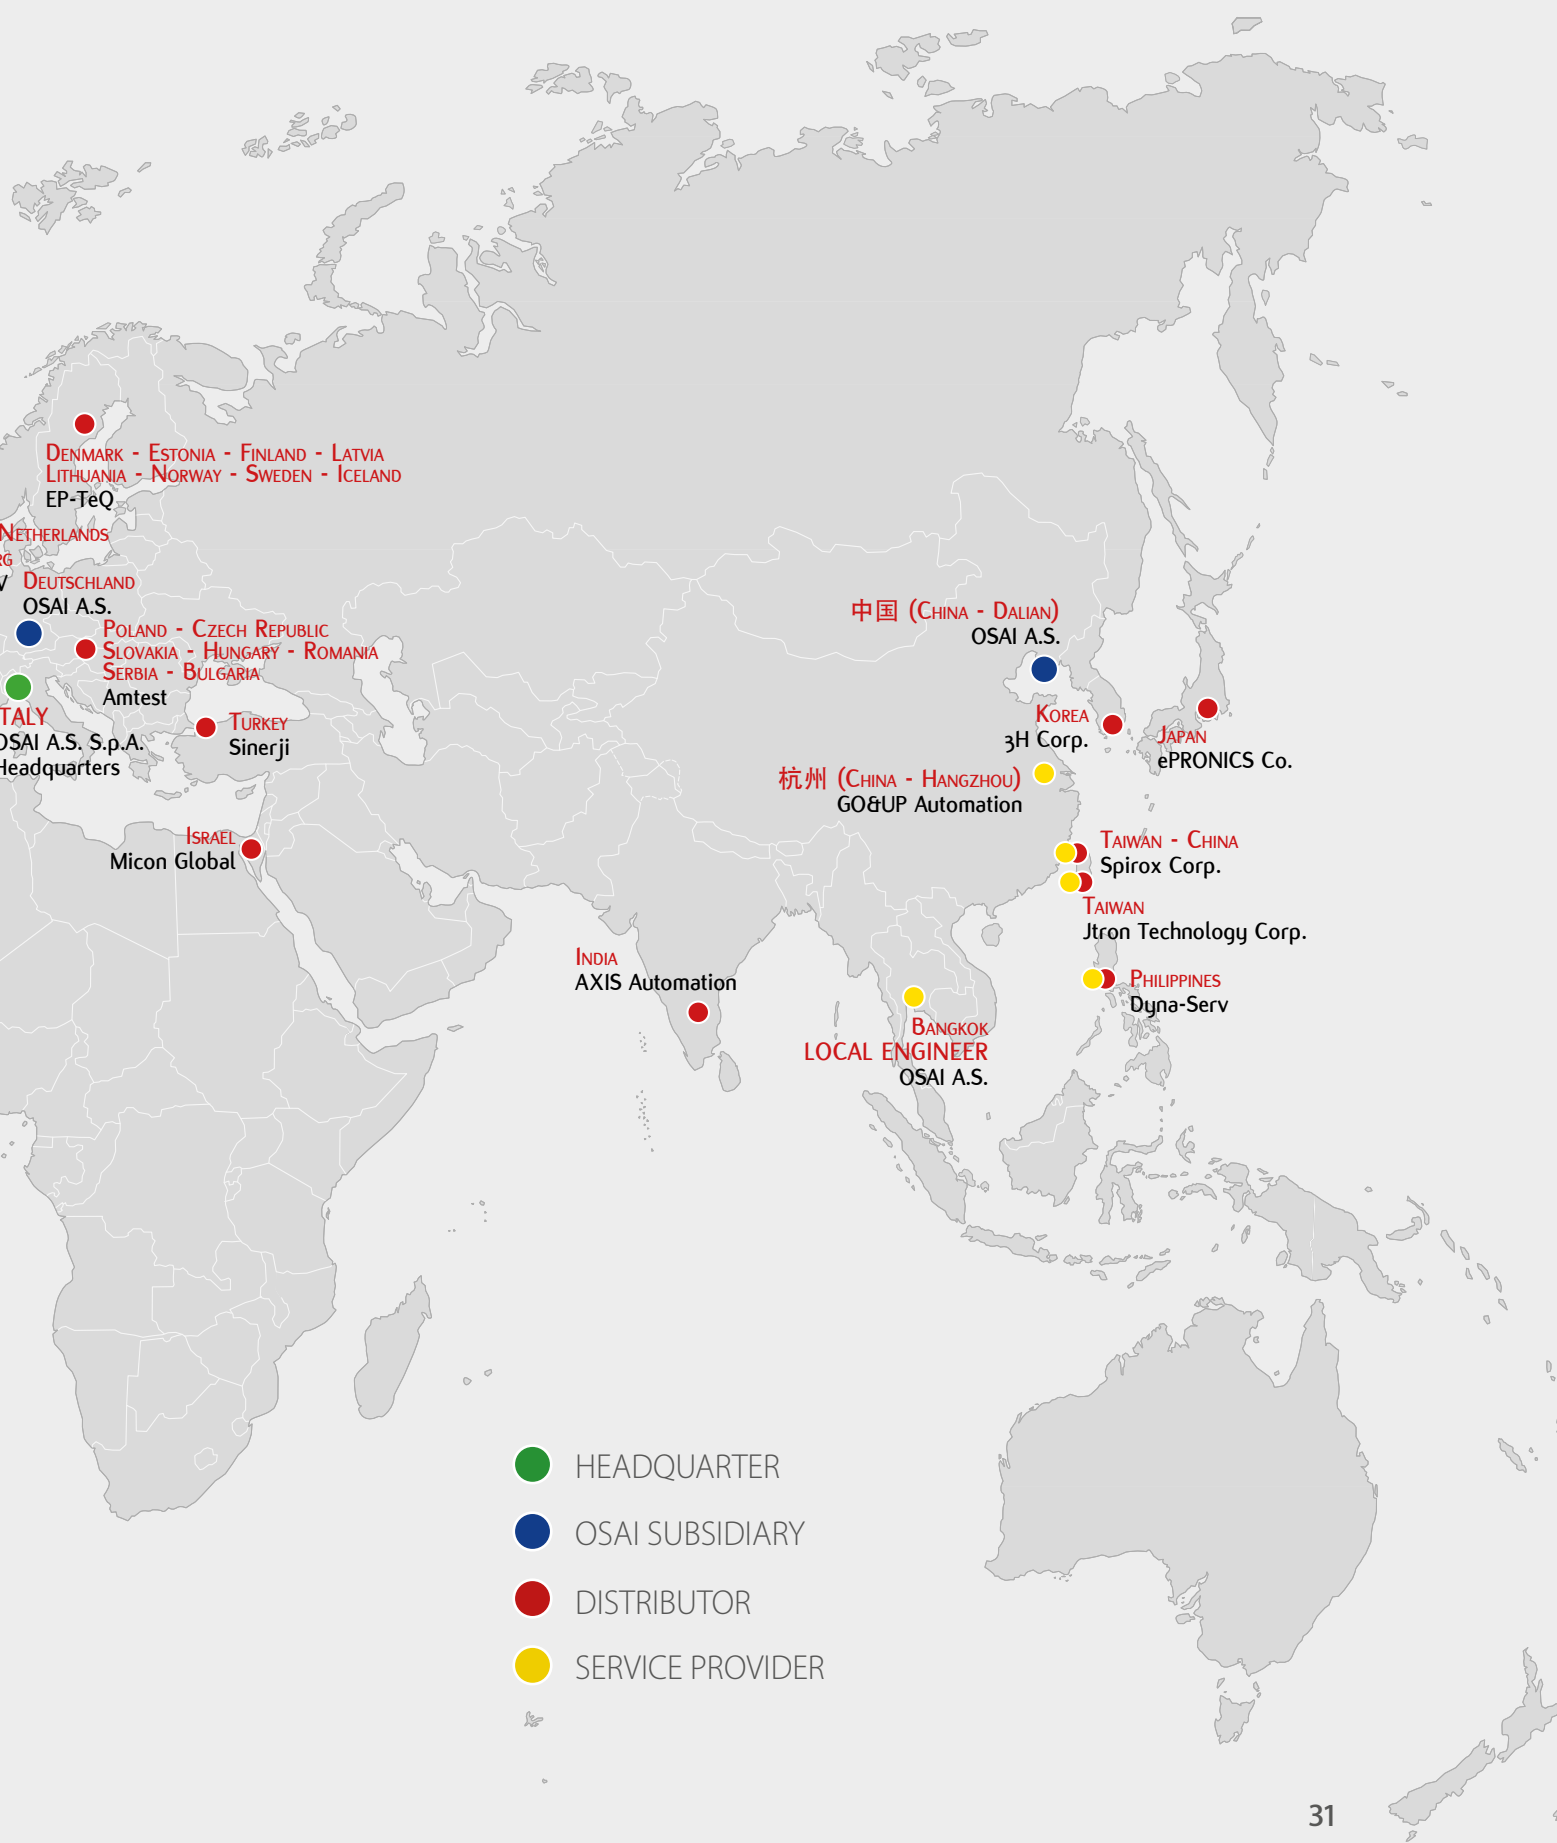 DENMARK - ESTONIA - FINLAND - LATVIA
LITHUANIA - NORWAY - SWEDEN - ICELAND
EP-TeQ
NETHERLANDS
RG
V
DEUTSCHLAND
OSAI A.S.
POLAND - CZECH REPUBLIC
SLOVAKIA - HUNGARY - ROMANIA
SERBIA - BULGARIA
Amtest
TALY
OSAI A.S. S.p.A.
Headquarters
TURKEY
Sinerji
ISRAEL
Micon Global
中国 (CHINA - DALIAN)
OSAI A.S.
KOREA
3H Corp.
JAPAN
ePRONICS Co.
杭州 (CHINA - HANGZHOU)
GO&UP Automation
TAIWAN - CHINA
Spirox Corp.
TAIWAN
Jtron Technology Corp.
INDIA
AXIS Automation
PHILIPPINES
Dyna-Serv
BANGKOK
LOCAL ENGINEER
OSAI A.S.
HEADQUARTER
OSAI SUBSIDIARY
DISTRIBUTOR
SERVICE PROVIDER
31